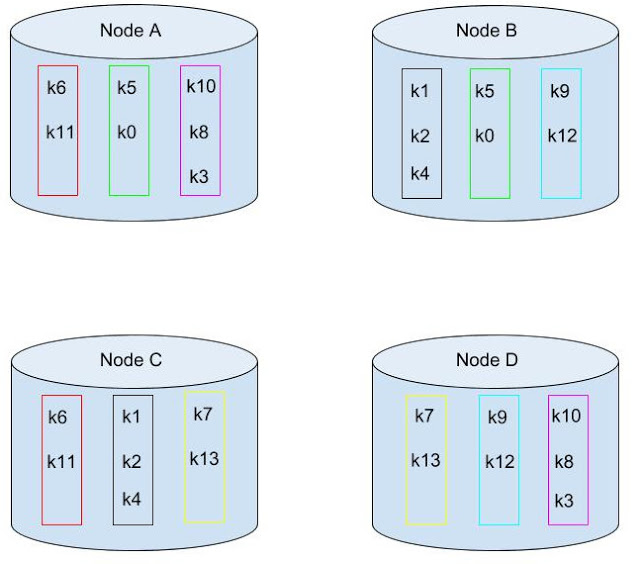 Node A
k6 k5 k10
k11 k0 k8
k3
Node B
k1 k5 k9
k2 k0 k12
k4
Node C
k6 k1 k7
k11 k2 k13
k4
Node D
k7 k9 k10
k13 k12 k8
k3